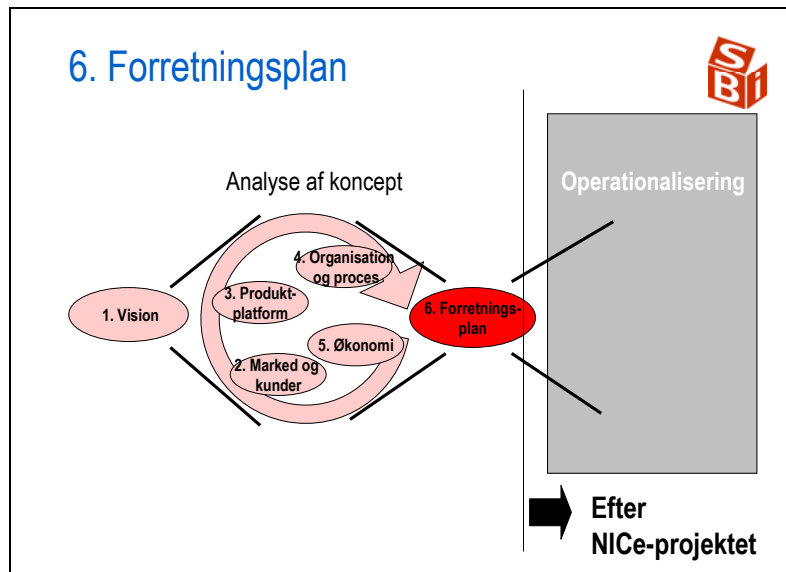 6. Forretningsplan
S
B i
Analyse af koncept
Operationalisering
4. Organisation
og proces
3. Produkt-
platform
1. Vision
6. Forretnings-
plan
5. Økonomi
2. Marked og
kunder
Efter
NICe-projektet